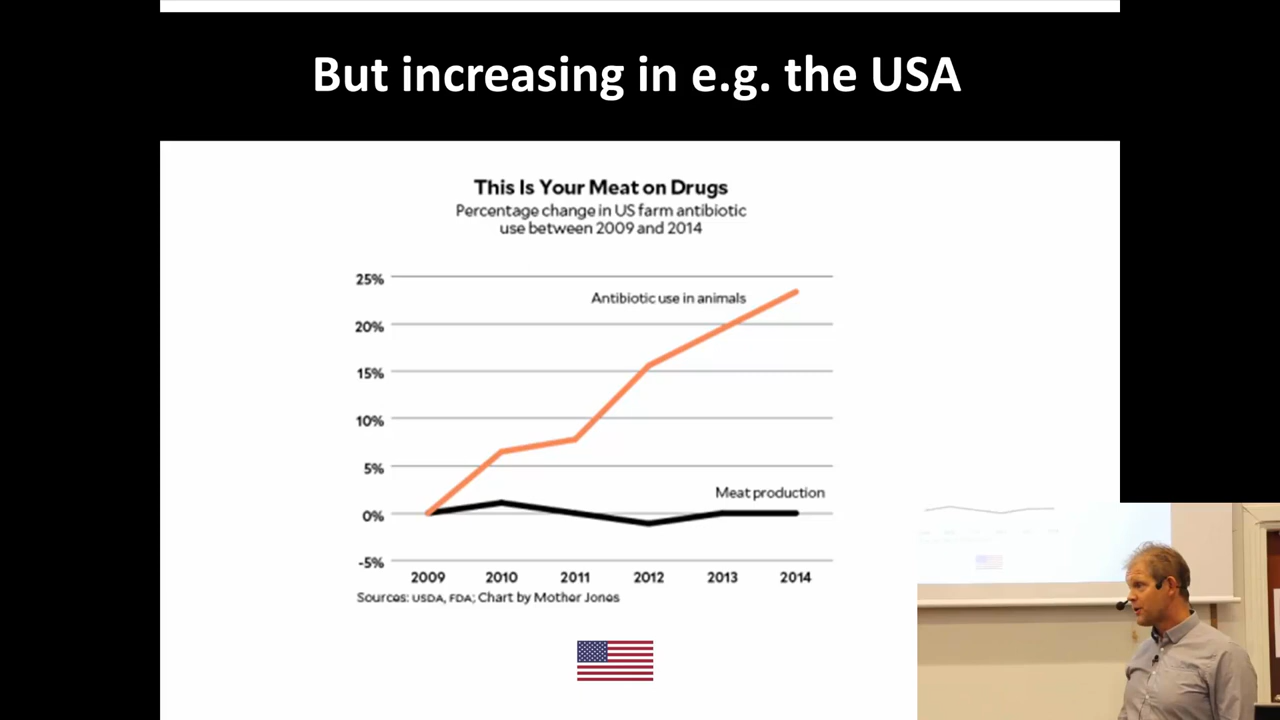 But increasing in e.g. the USA
This Is Your Meat on Drugs
Percentage change in US farm antibiotic
use between 2009 and 2014
25%
Antibiotic use in animals
20%
15%
10%
5%
Meat production
0%
-5%
2009 2010 2011 2012 2013 2014
Sources: USDA, FDA; Chart by Mother Jones